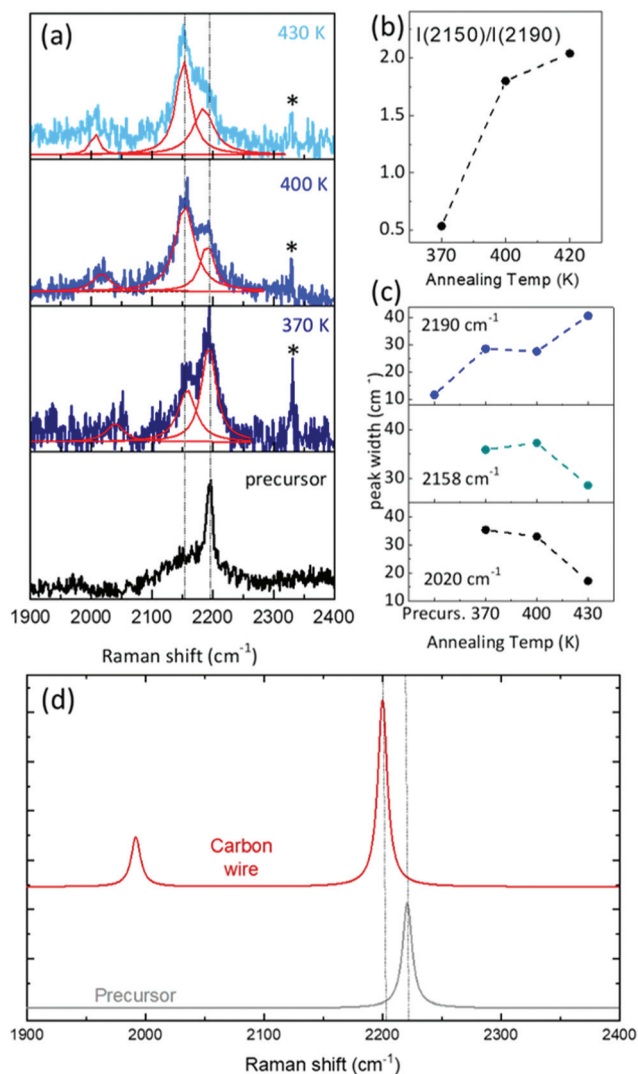 (a)
430 K
*
400 K
*
370 K
*
precursor
1900 2000 2100 2200 2300 2400
Raman shift (cm⁻¹)
(b)
I(2150)/I(2190)
2.0
1.5
1.0
0.5
370 400 420
Annealing Temp (K)
(c)
2190 cm⁻¹
40
30
20
10
2158 cm⁻¹
40
30
2020 cm⁻¹
40
30
20
10
peak width (cm⁻¹)
Precurs. 370 400 430
Annealing Temp (K)
(d)
Carbon
wire
Precursor
1900 2000 2100 2200 2300 2400
Raman shift (cm⁻¹)